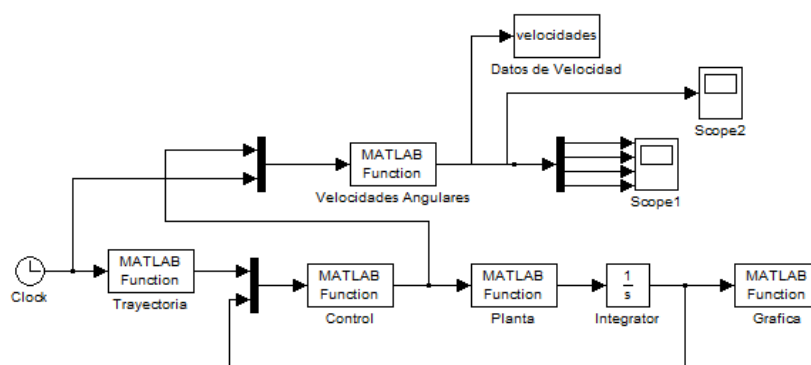 velocidades
Datos de Velocidad
Scope2
MATLAB
Function
Velocidades Angulares
Scope1
Clock
MATLAB
Function
Trayectoria
MATLAB
Function
Control
MATLAB
Function
Planta
1
s
Integrator
MATLAB
Function
Grafica